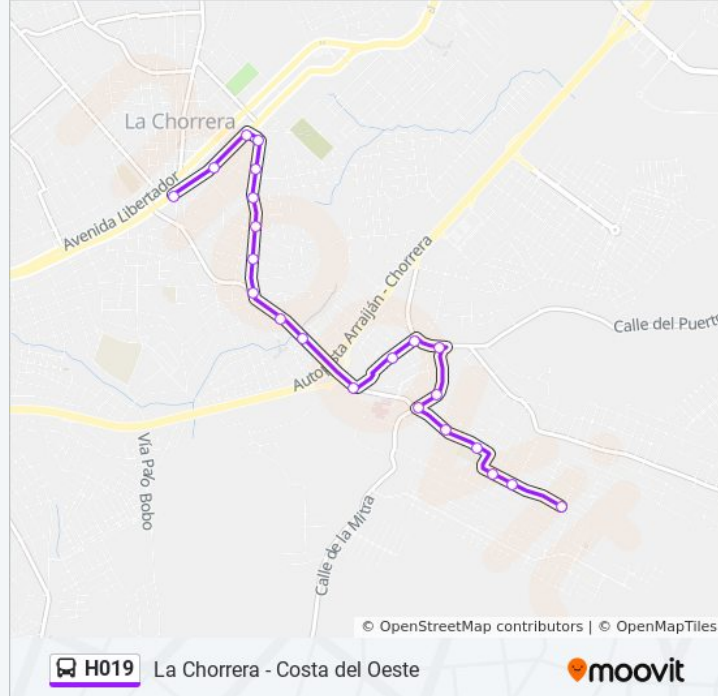 La Chorrera
Avenida Libertador
Autopista Arraiján - Chorrera
Calle del Puerto
Vía Payo Bobo
Calle de la Mitra
© OpenStreetMap contributors | © OpenMapTiles
H019 La Chorrera - Costa del Oeste
moovit